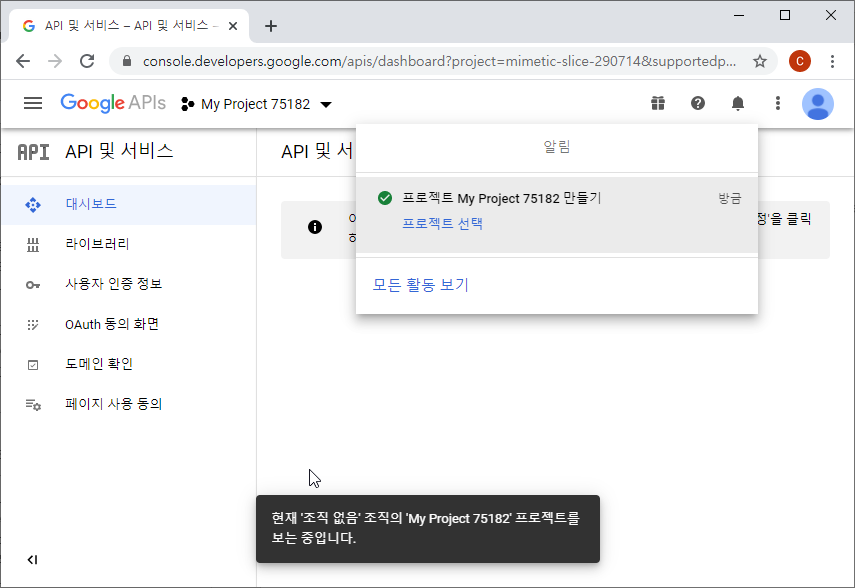 API 및 서비스 – API 및 서비스 –
console.developers.google.com/apis/dashboard?project=mimetic-slice-290714&supportedp...
C
Google APIs
My Project 75182
API
API 및 서비스
API 및 서
알림
프로젝트 My Project 75182 만들기
방금
프로젝트 선택
정'을 클릭
모든 활동 보기
대시보드
라이브러리
사용자 인증 정보
OAuth 동의 화면
도메인 확인
페이지 사용 동의
현재 '조직 없음' 조직의 'My Project 75182' 프로젝트를
보는 중입니다.